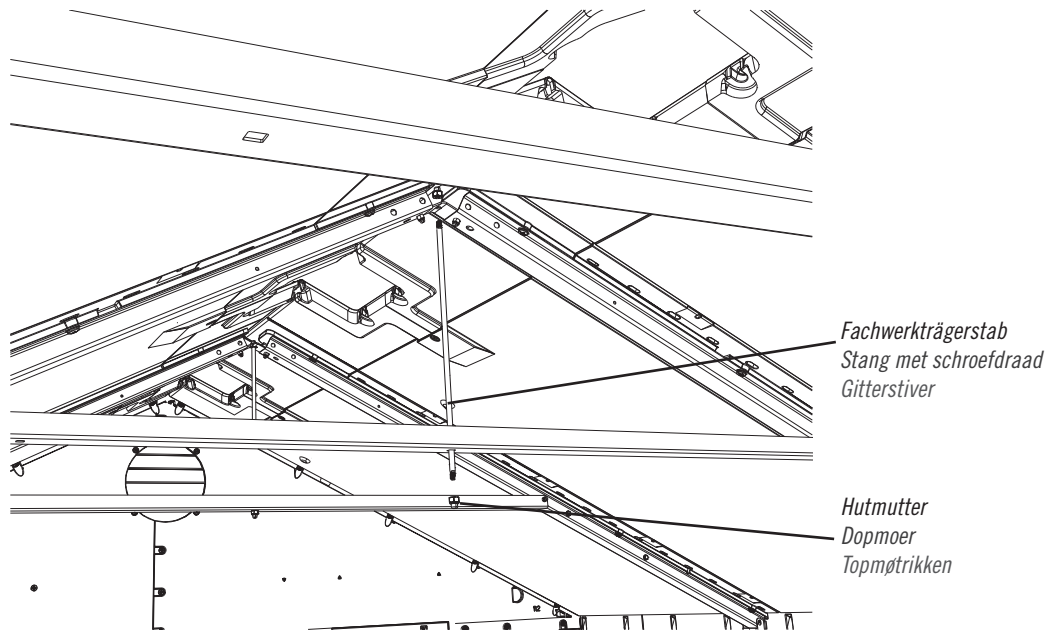 Fachwerkträgerstab
Stang met schroefdraad
Gitterstiver
Hutmutter
Dopmoer
Topmøtrikken